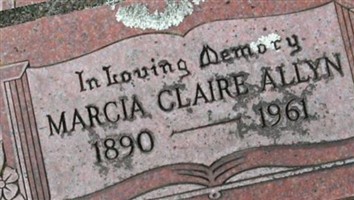 In Loving Memory
MARCIA CLAIRE ALLYN
1890 — 1961